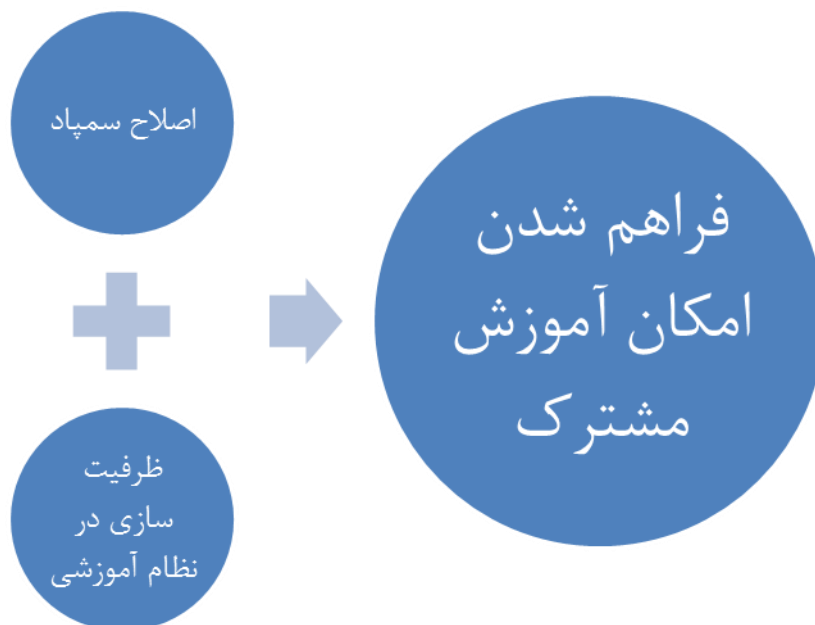 اصلاح سمپاد
ظرفیت
سازی در
نظام آموزشی
فراهم شدن
امکان آموزش
مشترک